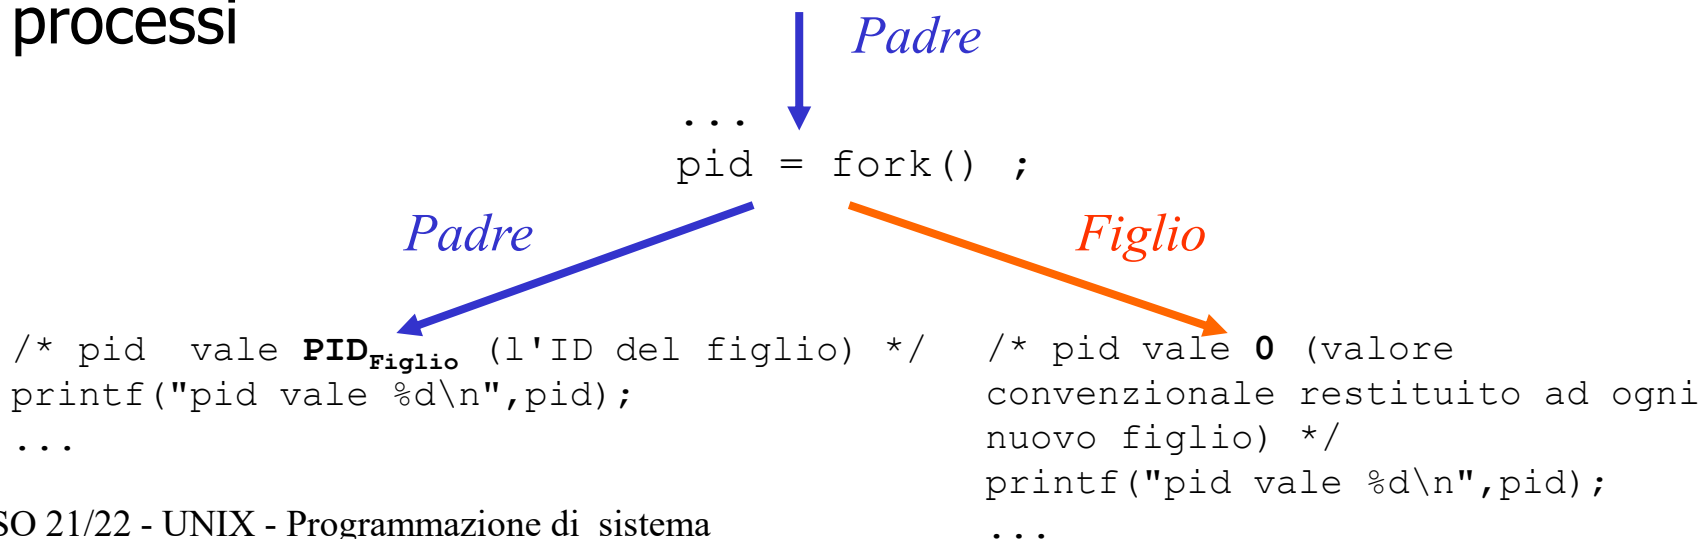 processi
Padre
...
pid = fork() ;
Padre
Figlio
/* pid  vale PIDFiglio (l'ID del figlio) */
printf("pid vale %d\n",pid);
...
/* pid vale 0 (valore
convenzionale restituito ad ogni
nuovo figlio) */
printf("pid vale %d\n",pid);
...
SO 21/22 - UNIX - Programmazione di  sistema